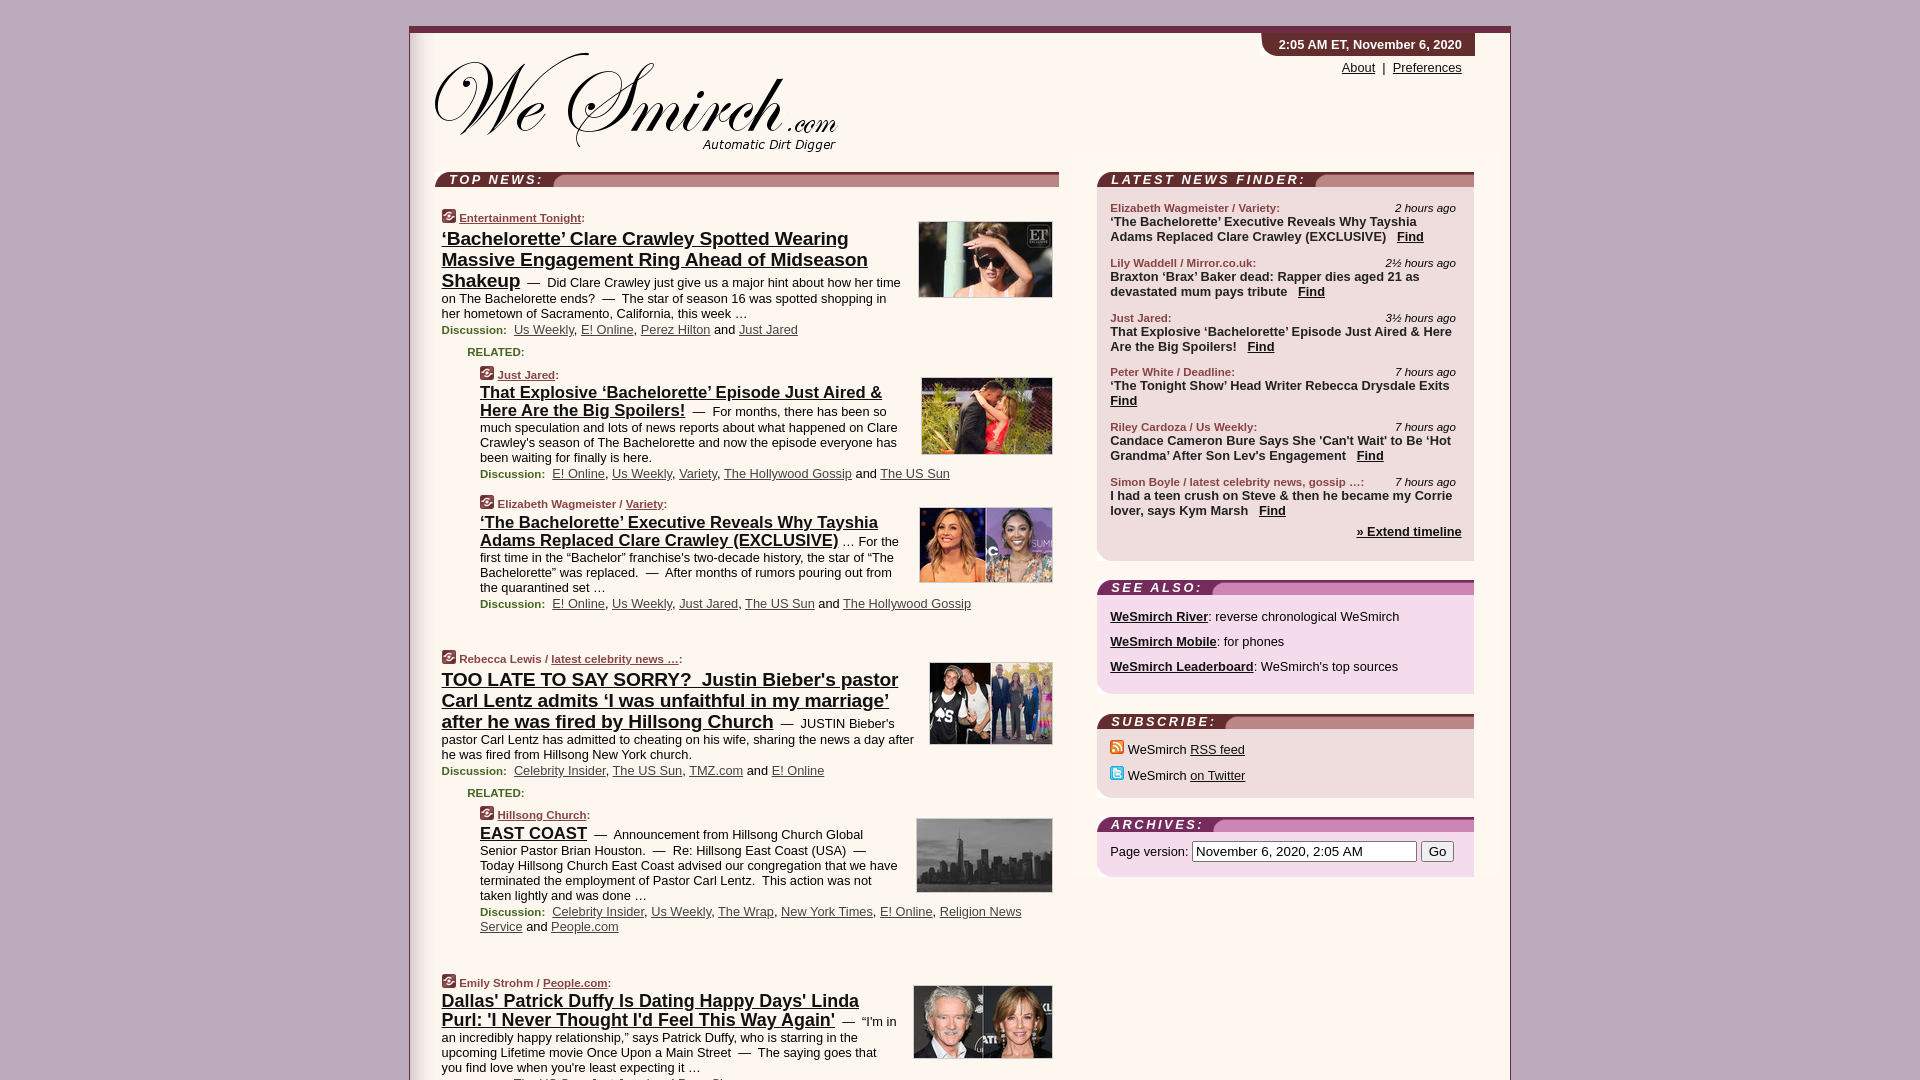 2:05 AM ET, November 6, 2020
About | Preferences
We Smirch .com
Automatic Dirt Digger
TOP NEWS:
Entertainment Tonight:
‘Bachelorette’ Clare Crawley Spotted Wearing
Massive Engagement Ring Ahead of Midseason
Shakeup — Did Clare Crawley just give us a major hint about how her time
on The Bachelorette ends? — The star of season 16 was spotted shopping in
her hometown of Sacramento, California, this week …
Discussion: Us Weekly, E! Online, Perez Hilton and Just Jared
RELATED:
Just Jared:
That Explosive ‘Bachelorette’ Episode Just Aired &
Here Are the Big Spoilers! — For months, there has been so
much speculation and lots of news reports about what happened on Clare
Crawley's season of The Bachelorette and now the episode everyone has
been waiting for finally is here.
Discussion: E! Online, Us Weekly, Variety, The Hollywood Gossip and The US Sun
Elizabeth Wagmeister / Variety:
‘The Bachelorette’ Executive Reveals Why Tayshia
Adams Replaced Clare Crawley (EXCLUSIVE) … For the
first time in the “Bachelor” franchise's two-decade history, the star of “The
Bachelorette” was replaced. — After months of rumors pouring out from
the quarantined set …
Discussion: E! Online, Us Weekly, Just Jared, The US Sun and The Hollywood Gossip
Rebecca Lewis / latest celebrity news …:
TOO LATE TO SAY SORRY? Justin Bieber's pastor
Carl Lentz admits ‘I was unfaithful in my marriage’
after he was fired by Hillsong Church — JUSTIN Bieber's
pastor Carl Lentz has admitted to cheating on his wife, sharing the news a day after
he was fired from Hillsong New York church.
Discussion: Celebrity Insider, The US Sun, TMZ.com and E! Online
RELATED:
Hillsong Church:
EAST COAST — Announcement from Hillsong Church Global
Senior Pastor Brian Houston. — Re: Hillsong East Coast (USA) —
Today Hillsong Church East Coast advised our congregation that we have
terminated the employment of Pastor Carl Lentz. This action was not
taken lightly and was done …
Discussion: Celebrity Insider, Us Weekly, The Wrap, New York Times, E! Online, Religion News
Service and People.com
Emily Strohm / People.com:
Dallas' Patrick Duffy Is Dating Happy Days' Linda
Purl: 'I Never Thought I'd Feel This Way Again' — “I'm in
an incredibly happy relationship,” says Patrick Duffy, who is starring in the
upcoming Lifetime movie Once Upon a Main Street — The saying goes that
you find love when you're least expecting it …
LATEST NEWS FINDER:
Elizabeth Wagmeister / Variety: 2 hours ago
‘The Bachelorette’ Executive Reveals Why Tayshia
Adams Replaced Clare Crawley (EXCLUSIVE) Find
Lily Waddell / Mirror.co.uk: 2½ hours ago
Braxton ‘Brax’ Baker dead: Rapper dies aged 21 as
devastated mum pays tribute Find
Just Jared: 3½ hours ago
That Explosive ‘Bachelorette’ Episode Just Aired & Here
Are the Big Spoilers! Find
Peter White / Deadline: 7 hours ago
‘The Tonight Show’ Head Writer Rebecca Drysdale Exits
Find
Riley Cardoza / Us Weekly: 7 hours ago
Candace Cameron Bure Says She 'Can't Wait' to Be ‘Hot
Grandma’ After Son Lev's Engagement Find
Simon Boyle / latest celebrity news, gossip …: 7 hours ago
I had a teen crush on Steve & then he became my Corrie
lover, says Kym Marsh Find
» Extend timeline
SEE ALSO:
WeSmirch River: reverse chronological WeSmirch
WeSmirch Mobile: for phones
WeSmirch Leaderboard: WeSmirch's top sources
SUBSCRIBE:
WeSmirch RSS feed
WeSmirch on Twitter
ARCHIVES:
Page version: November 6, 2020, 2:05 AM Go